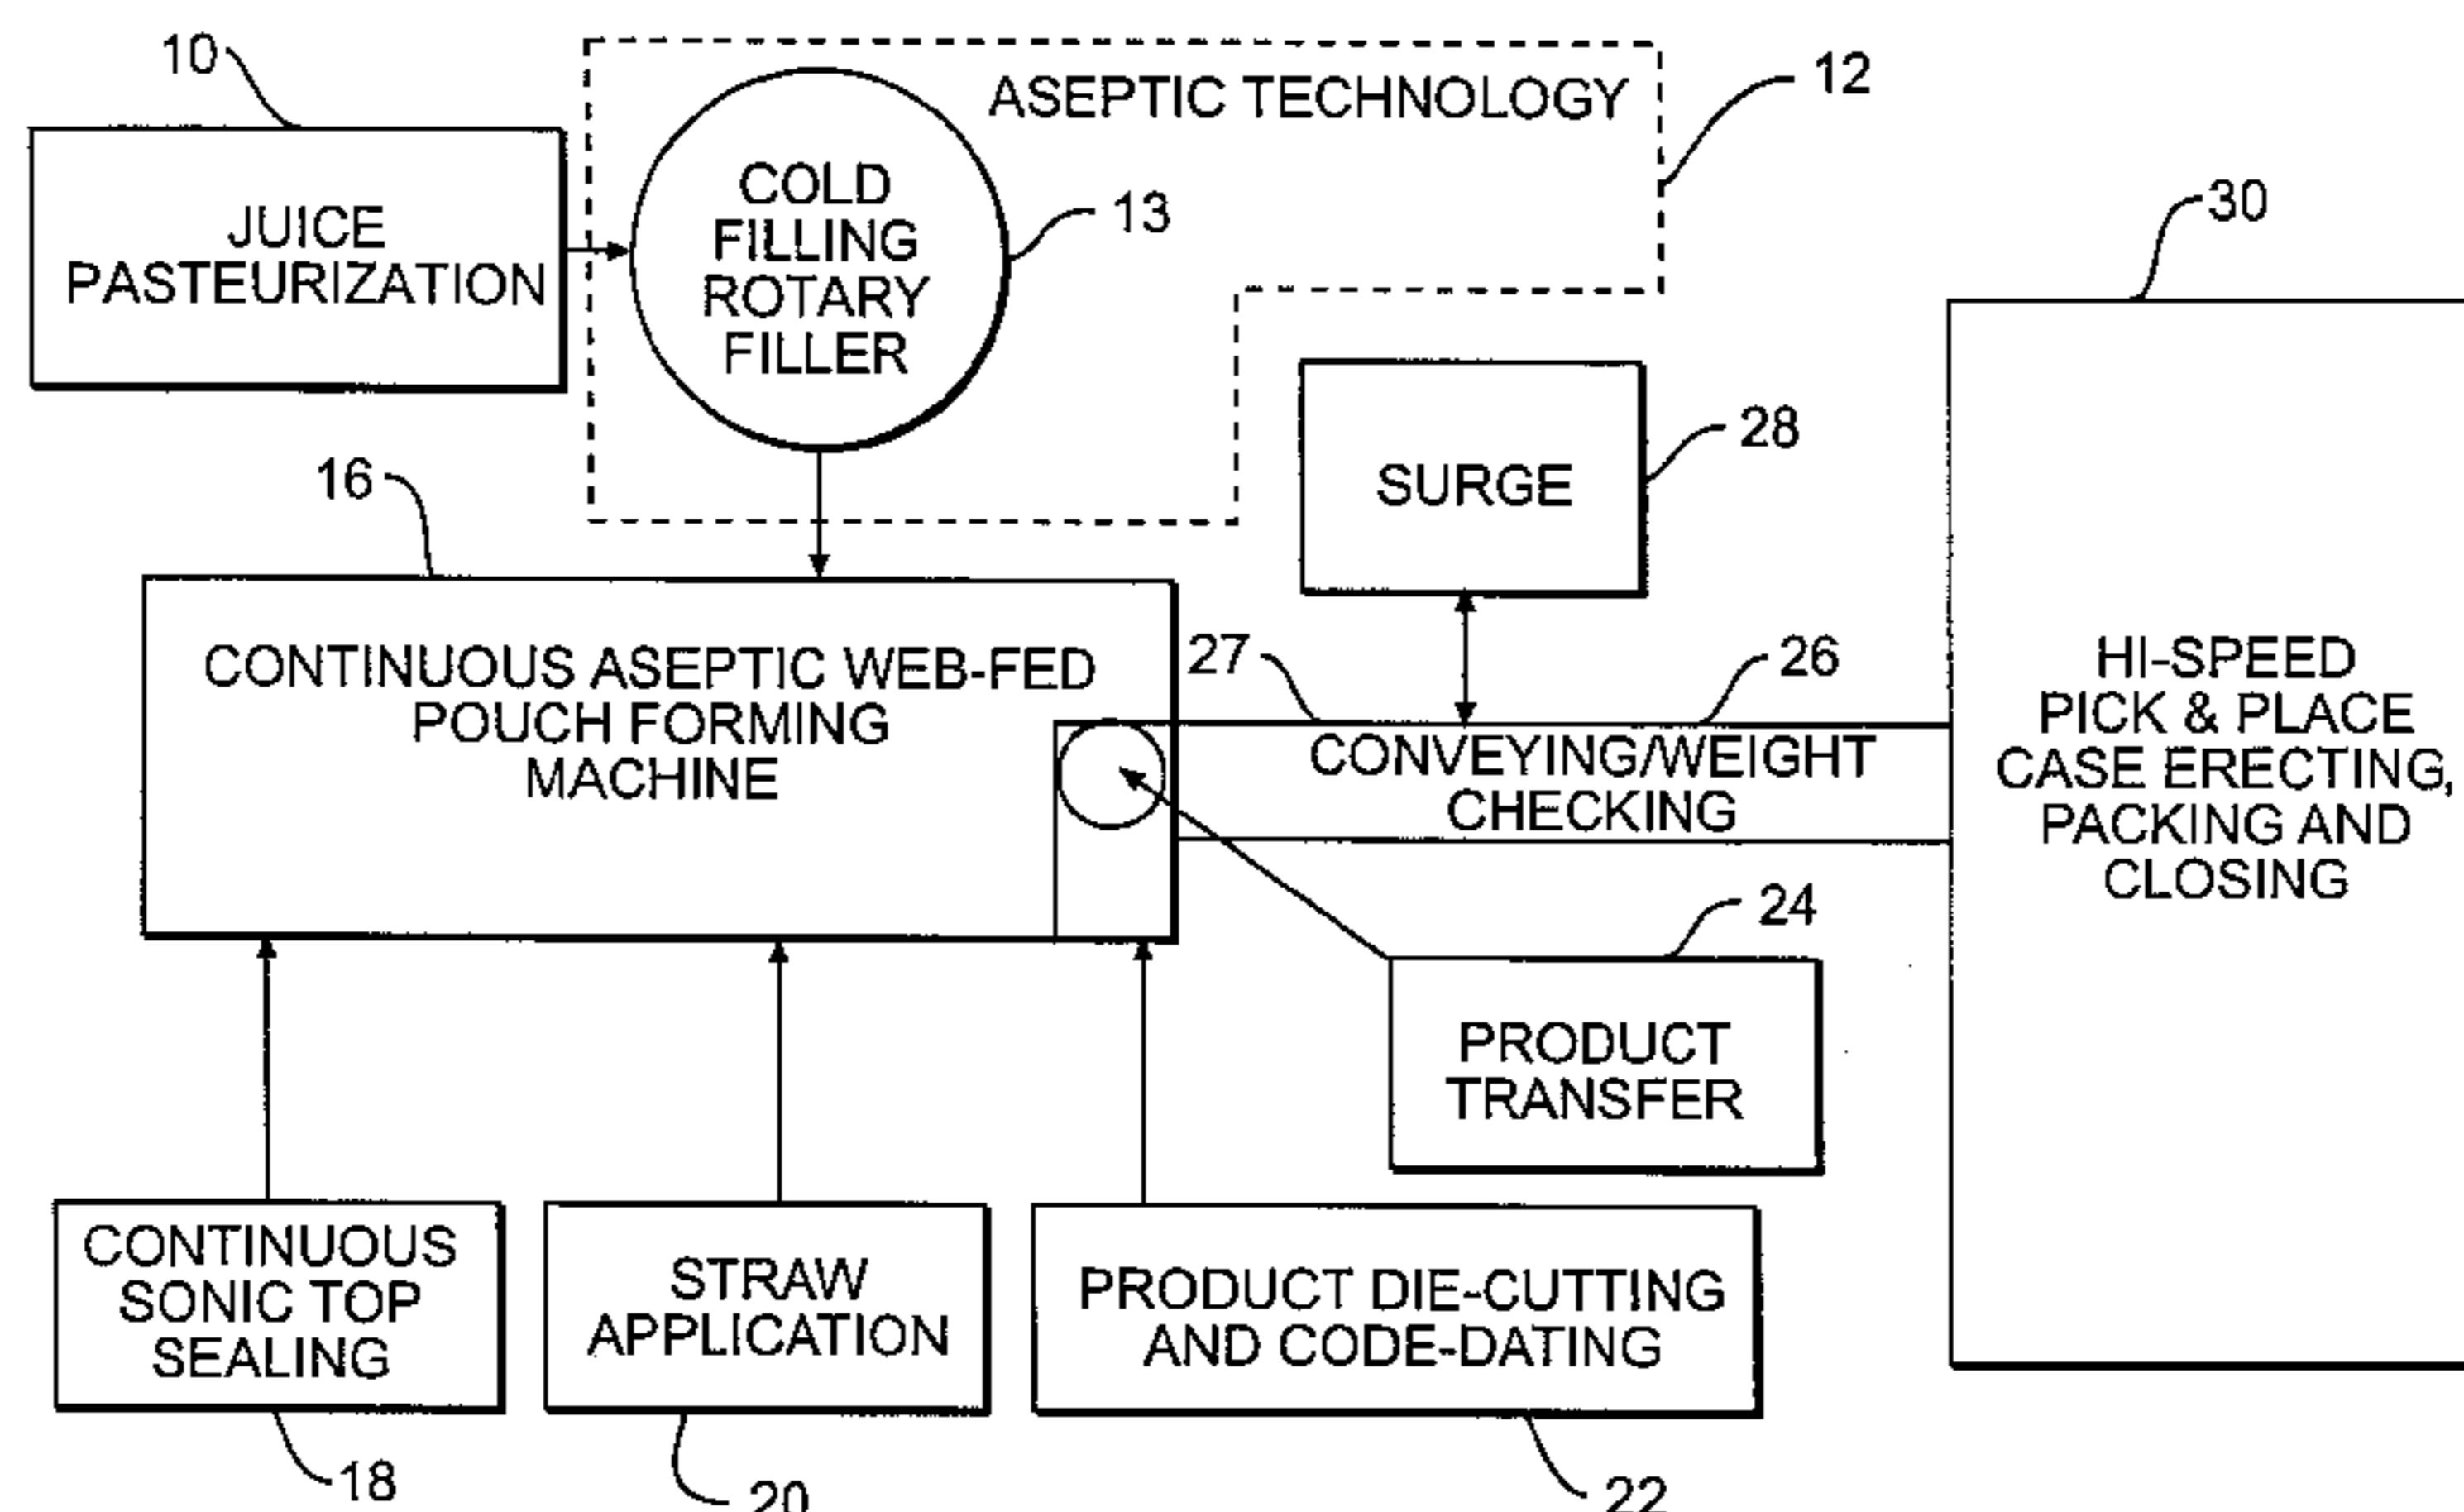 10
ASEPTIC TECHNOLOGY
12
JUICE
PASTEURIZATION
COLD
FILLING
ROTARY
FILLER
13
30
16
SURGE
28
CONTINUOUS ASEPTIC WEB-FED
POUCH FORMING
MACHINE
27
26
CONVEYING/WEIGHT
CHECKING
HI-SPEED
PICK & PLACE
CASE ERECTING,
PACKING AND
CLOSING
24
PRODUCT
TRANSFER
CONTINUOUS
SONIC TOP
SEALING
STRAW
APPLICATION
PRODUCT DIE-CUTTING
AND CODE-DATING
18
20
22